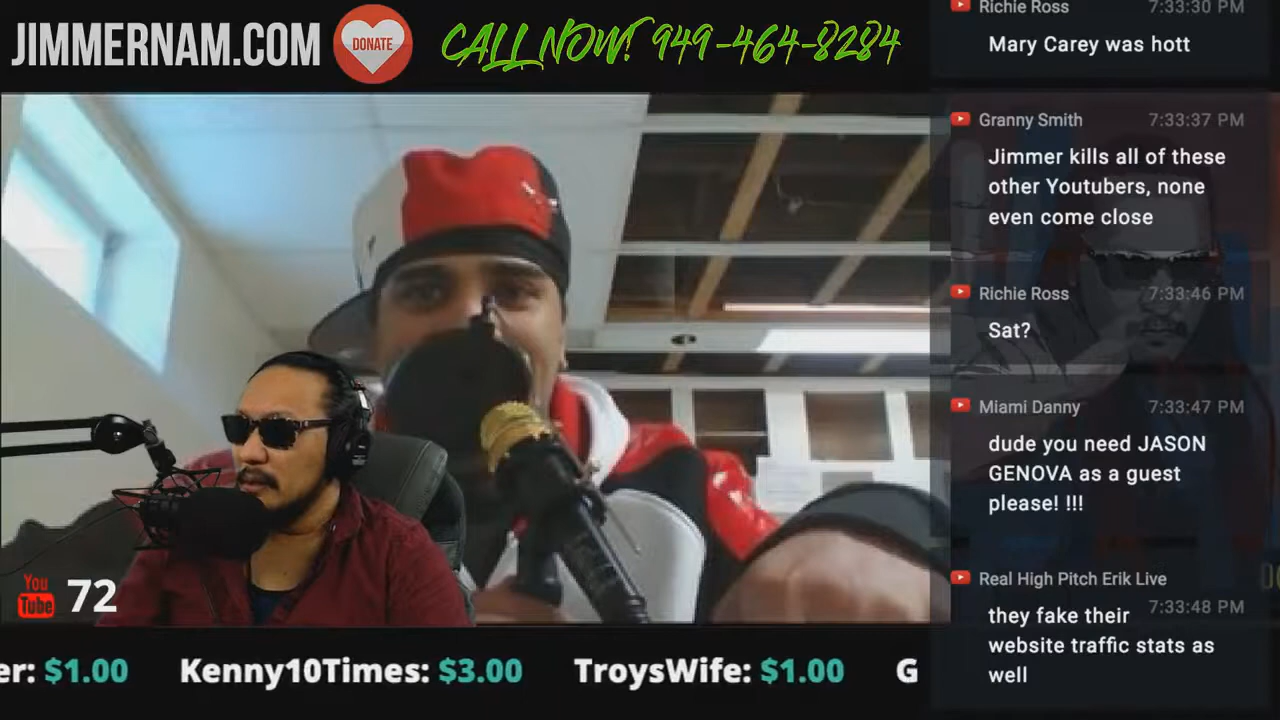 JIMMERNAM.COM
DONATE
CALL NOW! 949-464-8284
Richie Ross 7:33:30 PM
Mary Carey was hott
Granny Smith 7:33:37 PM
Jimmer kills all of these
other Youtubers, none
even come close
Richie Ross 7:33:46 PM
Sat?
Miami Danny 7:33:47 PM
dude you need JASON
GENOVA as a guest
please! !!!
Real High Pitch Erik Live
7:33:48 PM
they fake their
website traffic stats as
well
You
Tube
72
er: $1.00 Kenny10Times: $3.00 TroysWife: $1.00 G